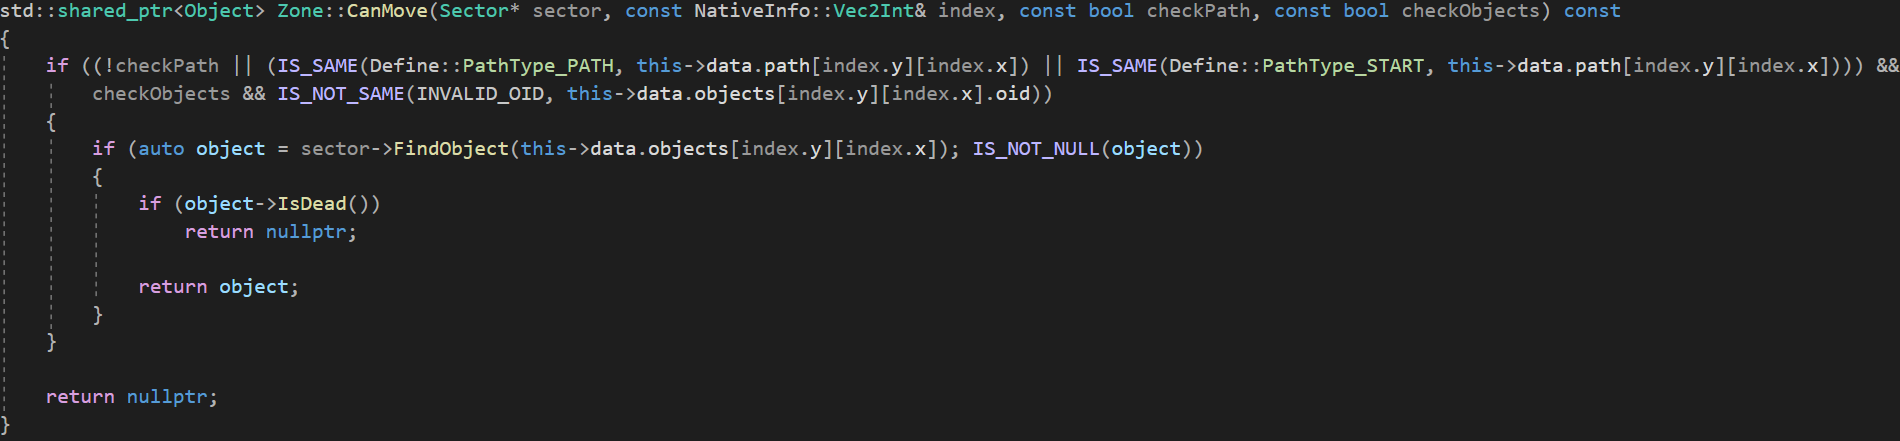 std::shared_ptr<Object> Zone::CanMove(Sector* sector, const NativeInfo::Vec2Int& index, const bool checkPath, const bool checkObjects) const
{
    if ((!checkPath || (IS_SAME(Define::PathType_PATH, this->data.path[index.y][index.x]) || IS_SAME(Define::PathType_START, this->data.path[index.y][index.x]))) &&
        checkObjects && IS_NOT_SAME(INVALID_OID, this->data.objects[index.y][index.x].oid))
    {
        if (auto object = sector->FindObject(this->data.objects[index.y][index.x]); IS_NOT_NULL(object))
        {
            if (object->IsDead())
                return nullptr;

            return object;
        }
    }

    return nullptr;
}